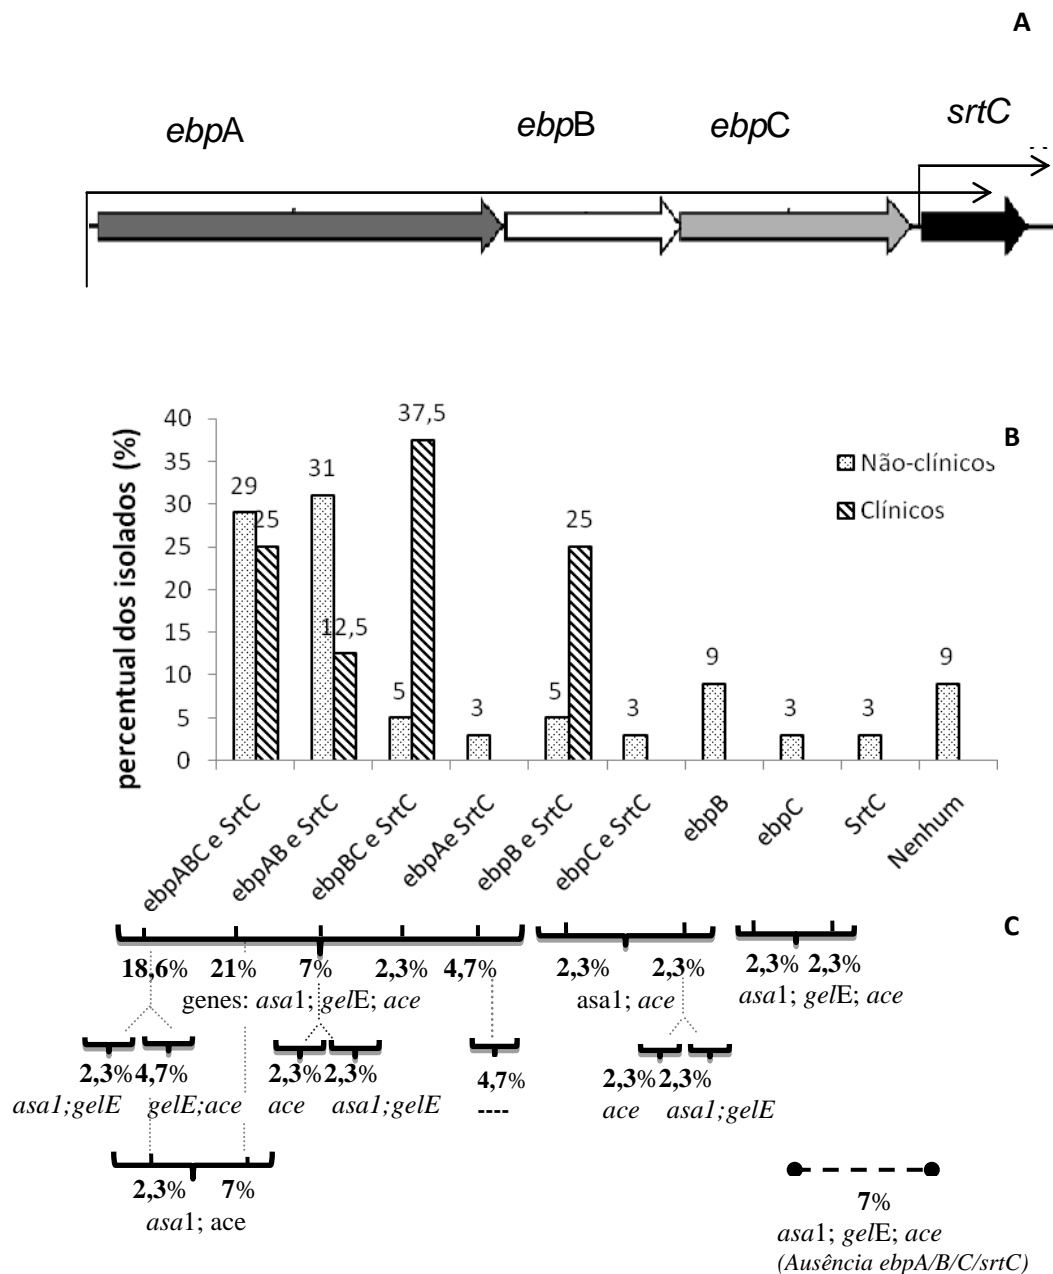 A
ebpA
ebpB
ebpC
srtC
B
percentual dos isolados (%)
40
35
30
25
20
15
10
5
0
29
25
31
12,5
5
37,5
3
5
25
3
9
3
3
9
Não-clínicos
Clínicos
ebpABC e SrtC
ebpAB e SrtC
ebpBC e SrtC
ebpAe SrtC
ebpB e SrtC
ebpC e SrtC
ebpB
ebpC
SrtC
Nenhum
C
18,6% 21% 7% 2,3% 4,7%
genes: asa1; gelE; ace
2,3% 2,3%
asa1; ace
2,3% 2,3%
asa1; gelE; ace
2,3% 4,7%
asa1;gelE gelE;ace
2,3% 2,3%
ace asa1;gelE
4,7%
----
2,3% 2,3%
ace asa1;gelE
2,3% 7%
asa1; ace
7%
asa1; gelE; ace
(Ausência ebpA/B/C/srtC)